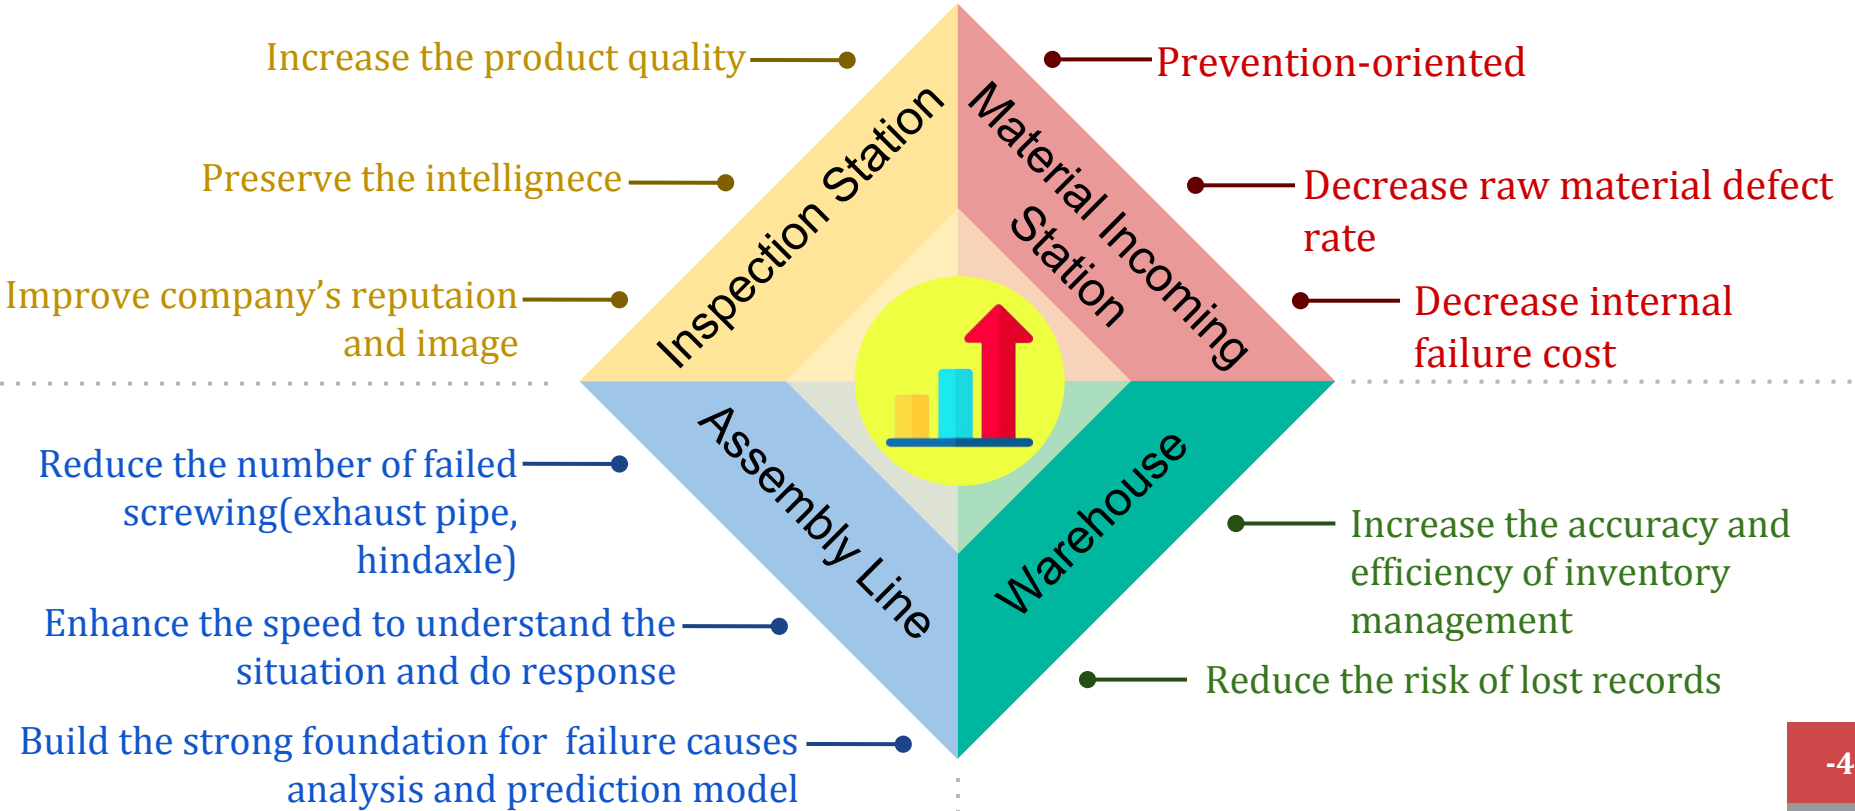 Increase the product quality
Preserve the intellignece
Improve company’s reputaion
and image
Inspection Station
Material Incoming
Station
Prevention-oriented
Decrease raw material defect
rate
Decrease internal
failure cost
Reduce the number of failed
screwing(exhaust pipe,
hindaxle)
Enhance the speed to understand the
situation and do response
Build the strong foundation for  failure causes
analysis and prediction model
Assembly Line
Warehouse
Increase the accuracy and
efficiency of inventory
management
Reduce the risk of lost records
-4